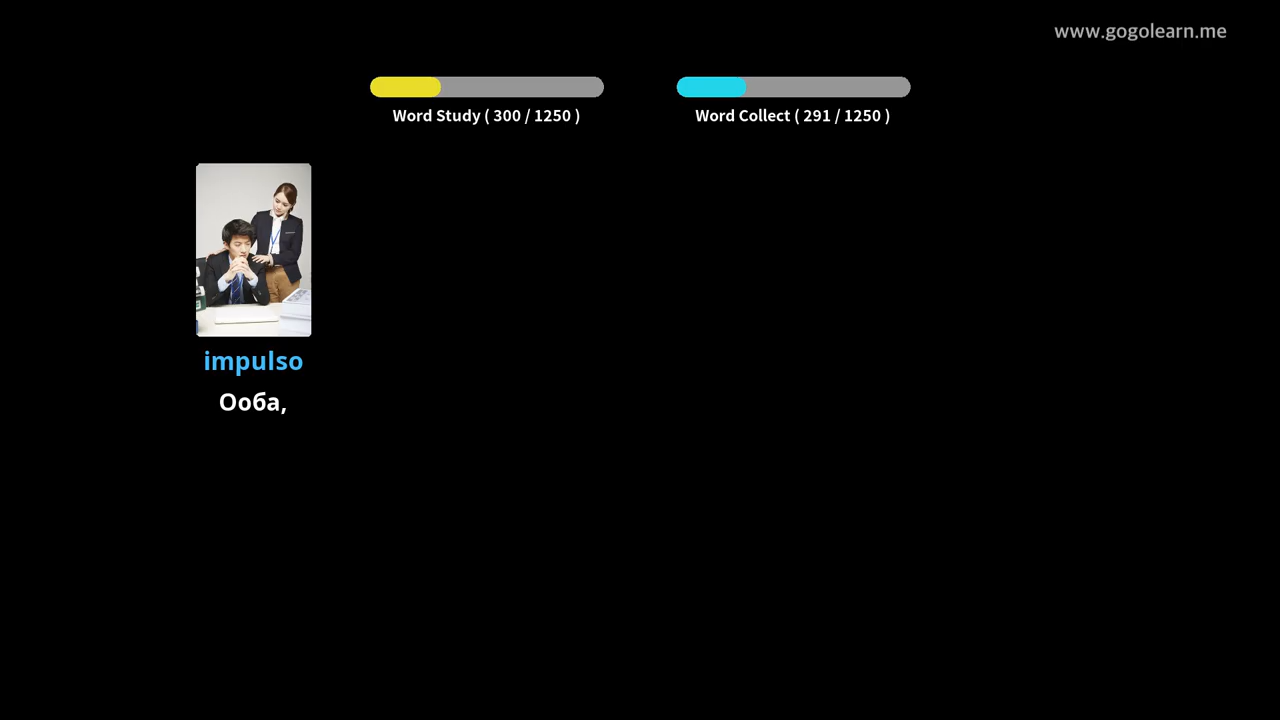 www.gogolearn.me
Word Study ( 300 / 1250 )
Word Collect ( 291 / 1250 )
impulso
Ооба,